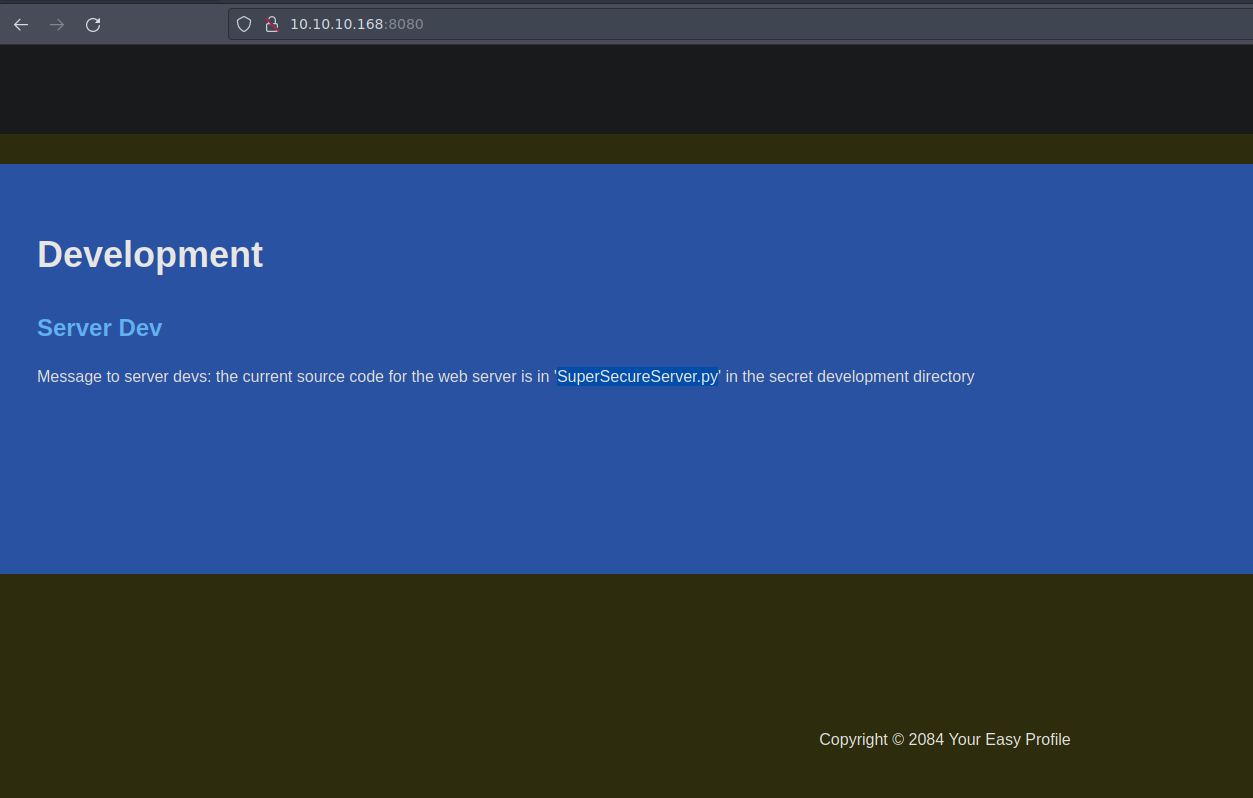 10.10.10.168:8080
Development
Server Dev
Message to server devs: the current source code for the web server is in 'SuperSecureServer.py' in the secret development directory
Copyright © 2084 Your Easy Profile